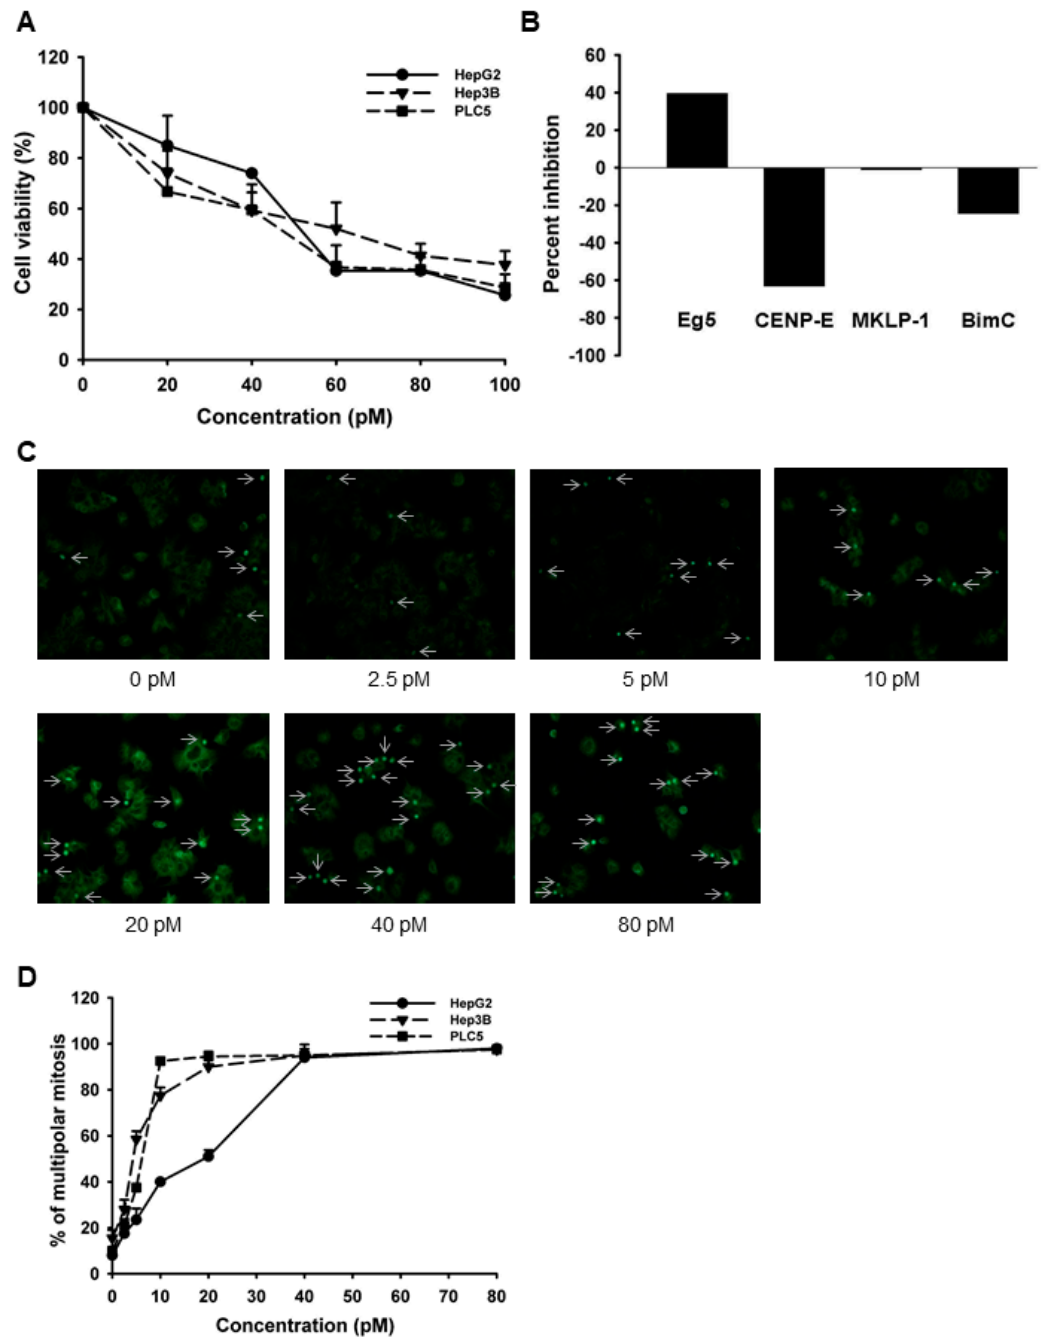 A
120
100
80
60
40
20
0
Cell viability (%)
HepG2
Hep3B
PLC5
0 20 40 60 80 100
Concentration (pM)
B
60
40
20
0
-20
-40
-60
-80
-100
Percent inhibition
Eg5 CENP-E MKLP-1 BimC
C
0 pM 2.5 pM 5 pM 10 pM
20 pM 40 pM 80 pM
D
120
100
80
60
40
20
0
% of multipolar mitosis
HepG2
Hep3B
PLC5
0 10 20 30 40 50 60 70 80
Concentration (pM)